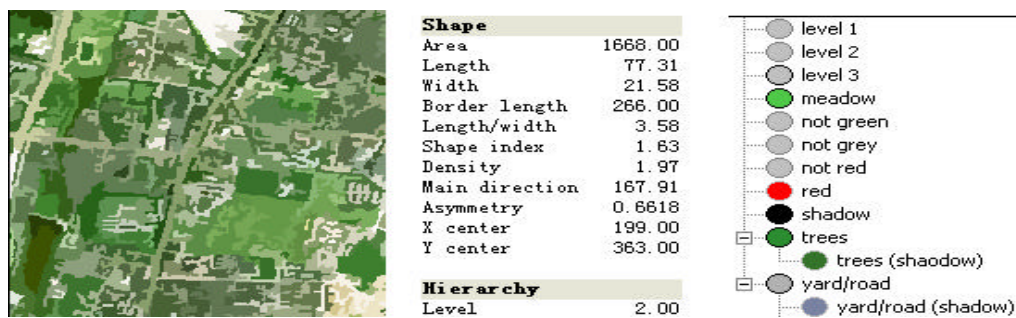 Shape
Area 1668.00
Length 77.31
Width 21.58
Border length 266.00
Length/width 3.58
Shape index 1.63
Density 1.97
Main direction 167.91
Asymmetry 0.6618
X center 199.00
Y center 363.00
Hierarchy
Level 2.00
level 1
level 2
level 3
meadow
not green
not grey
not red
red
shadow
trees
trees (shaodow)
yard/road
yard/road (shadow)